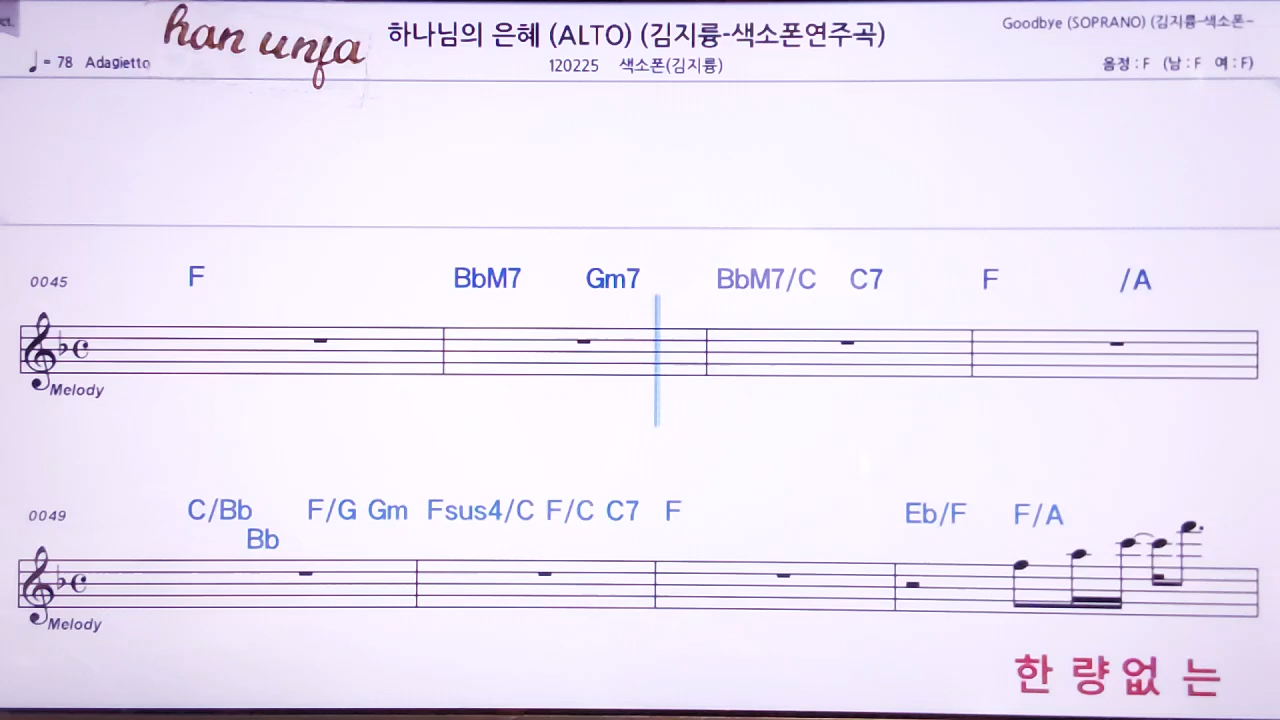 ct.
han unfa
하나님의 은혜 (ALTO) (김지륭-색소폰연주곡)
Goodbye (SOPRANO) (김지륭-색소폰-
♩ = 78 Adagietto
120225 색소폰(김지륭)
음정 : F (남 : F 여 : F)
0045 F BbM7 Gm7 BbM7/C C7 F /A
Melody
0049 C/Bb Bb F/G Gm Fsus4/C F/C C7 F Eb/F F/A
Melody
한 량 없 는